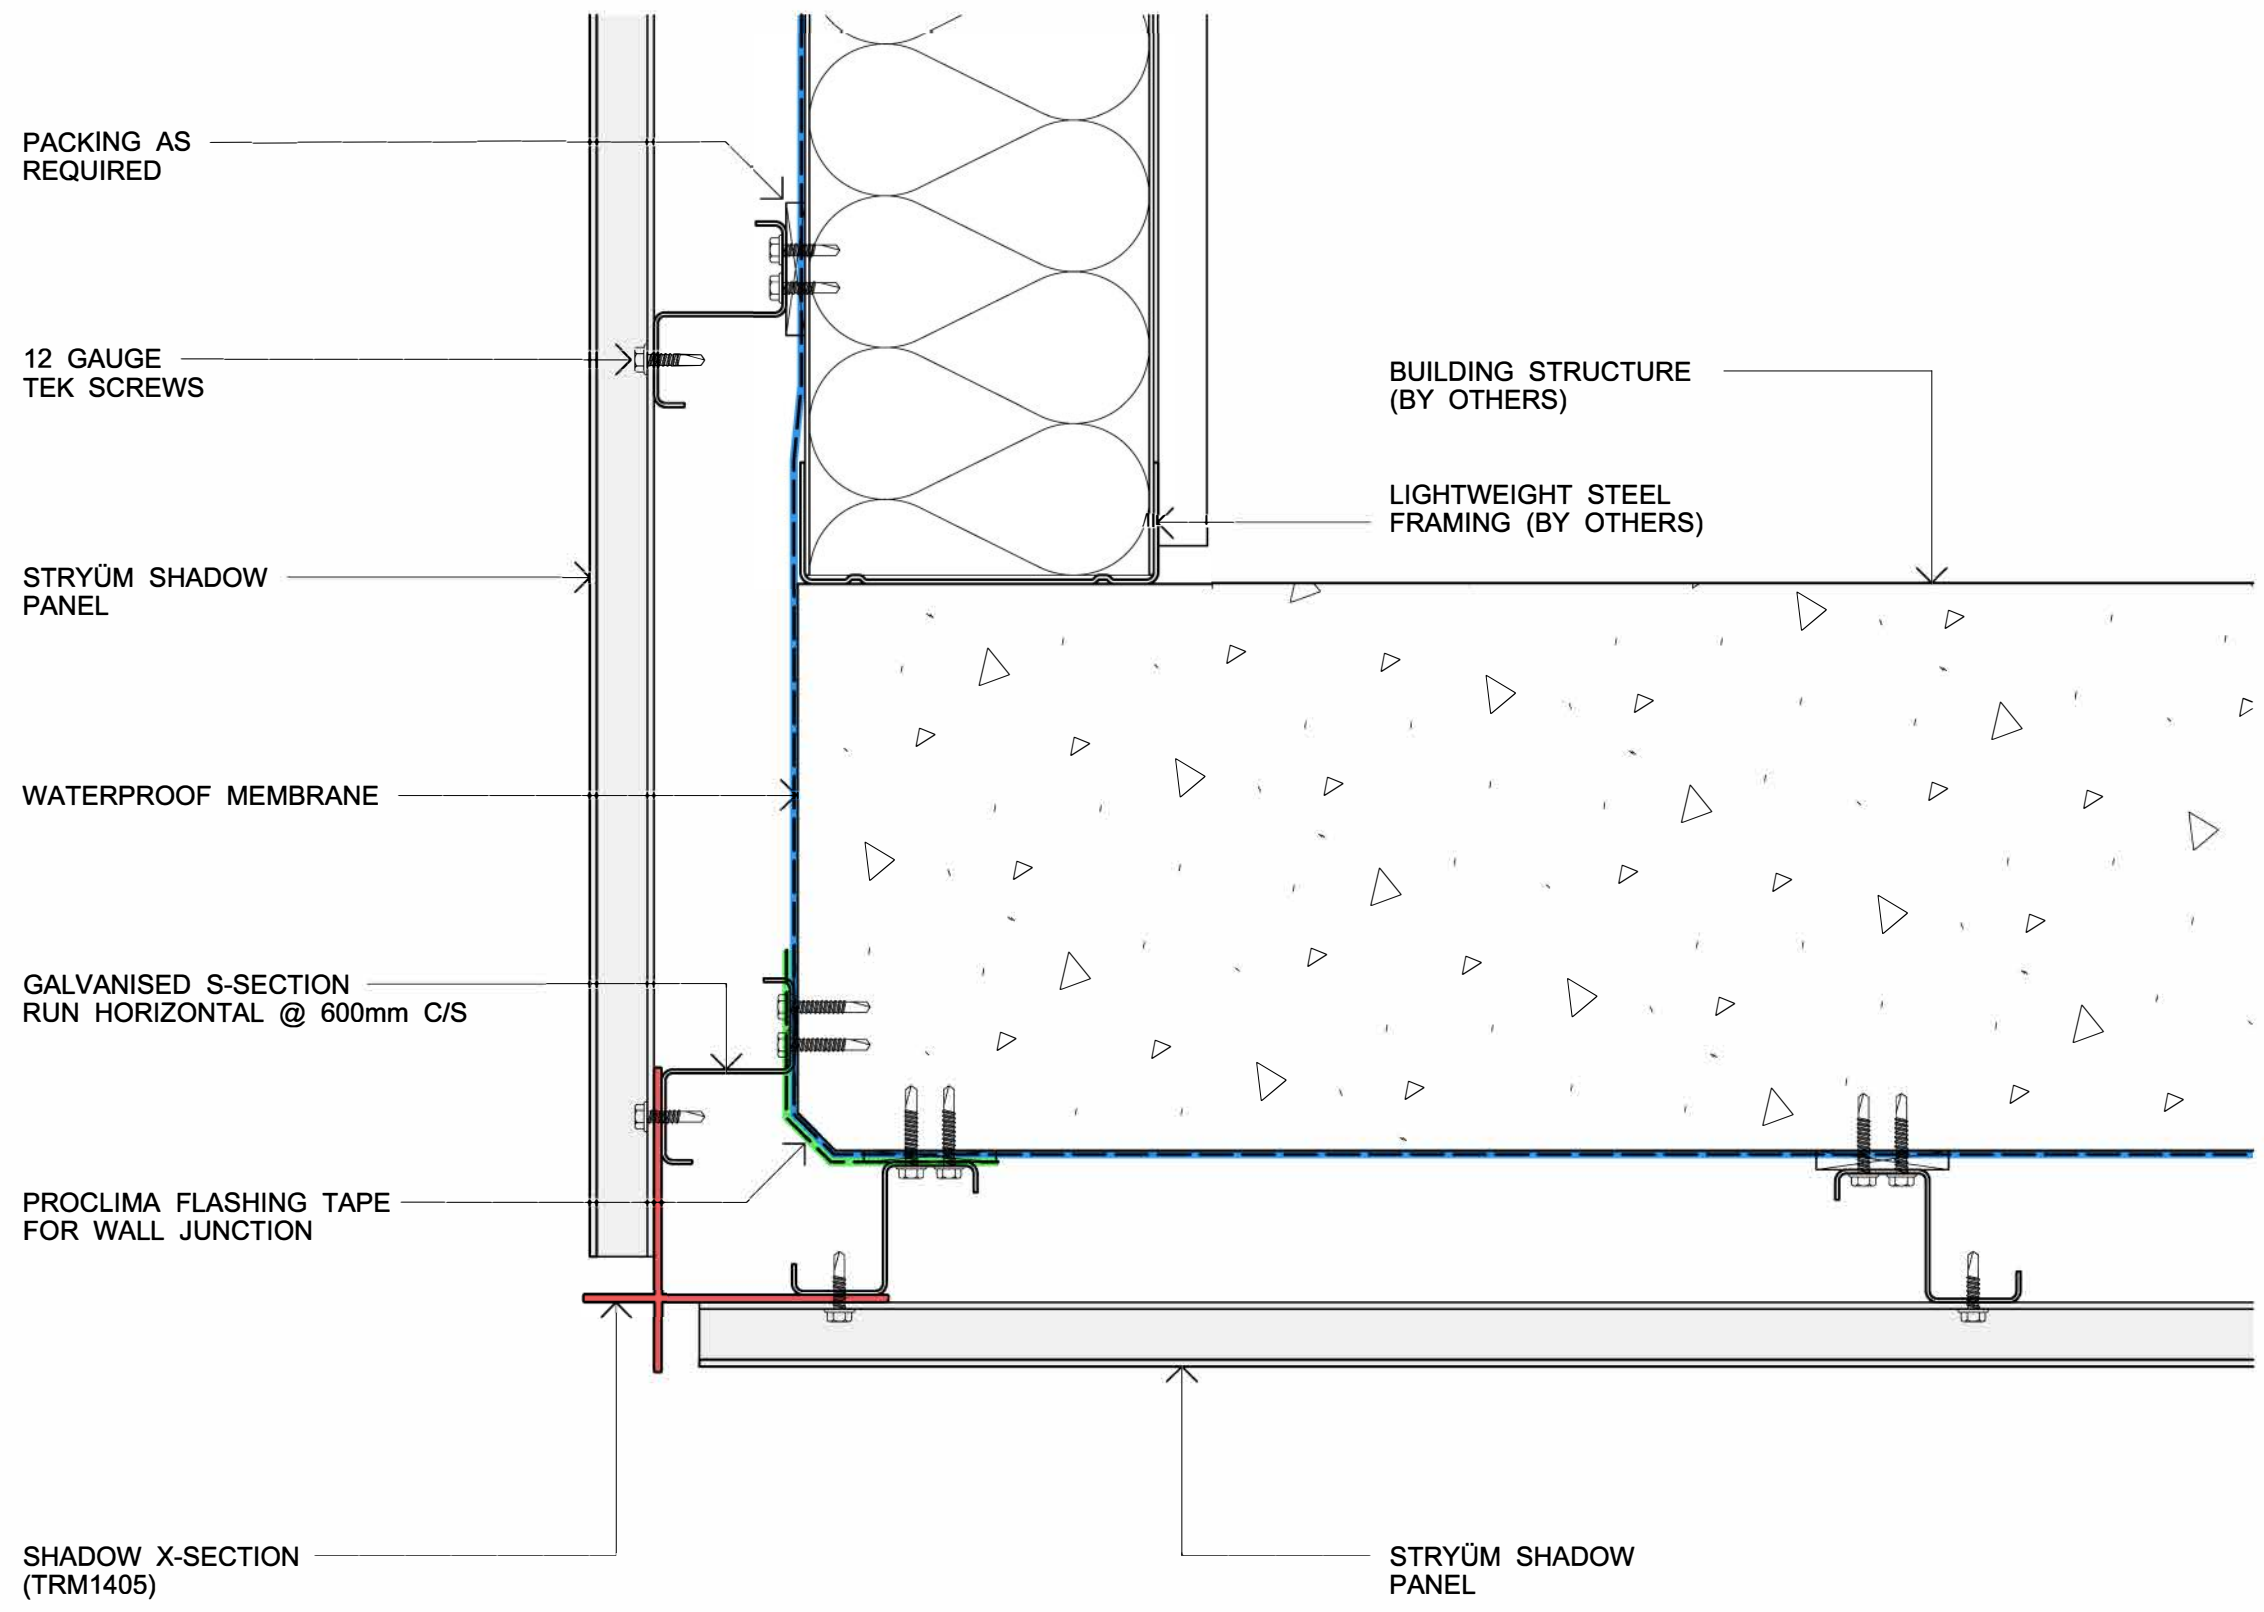 PACKING AS
REQUIRED
12 GAUGE
TEK SCREWS
STRYÜM SHADOW
PANEL
WATERPROOF MEMBRANE
GALVANISED S-SECTION
RUN HORIZONTAL @ 600mm C/S
PROCLIMA FLASHING TAPE
FOR WALL JUNCTION
SHADOW X-SECTION
(TRM1405)
BUILDING STRUCTURE
(BY OTHERS)
LIGHTWEIGHT STEEL
FRAMING (BY OTHERS)
STRYÜM SHADOW
PANEL